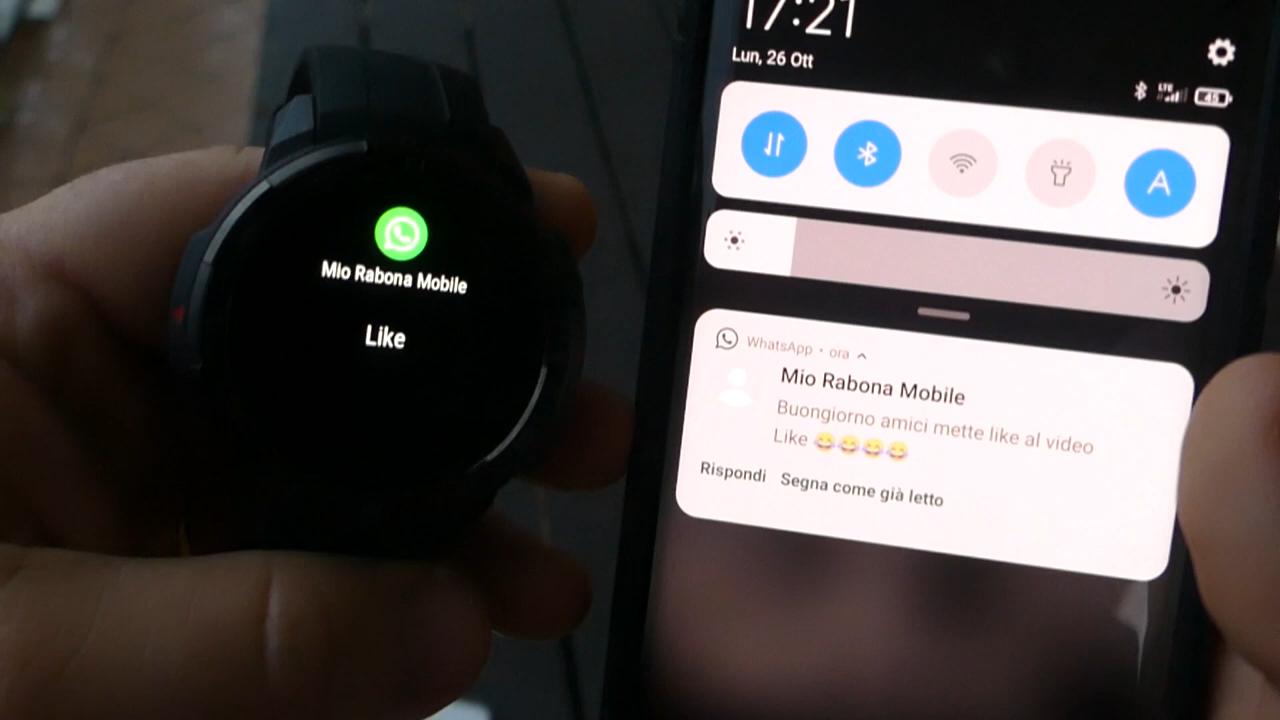 Mio Rabona Mobile
Like
17:21
Lun, 26 Ott
LTE
45
A
WhatsApp · ora
Mio Rabona Mobile
Buongiorno amici mette like al video
Like 😂😂😂😂
Rispondi Segna come già letto